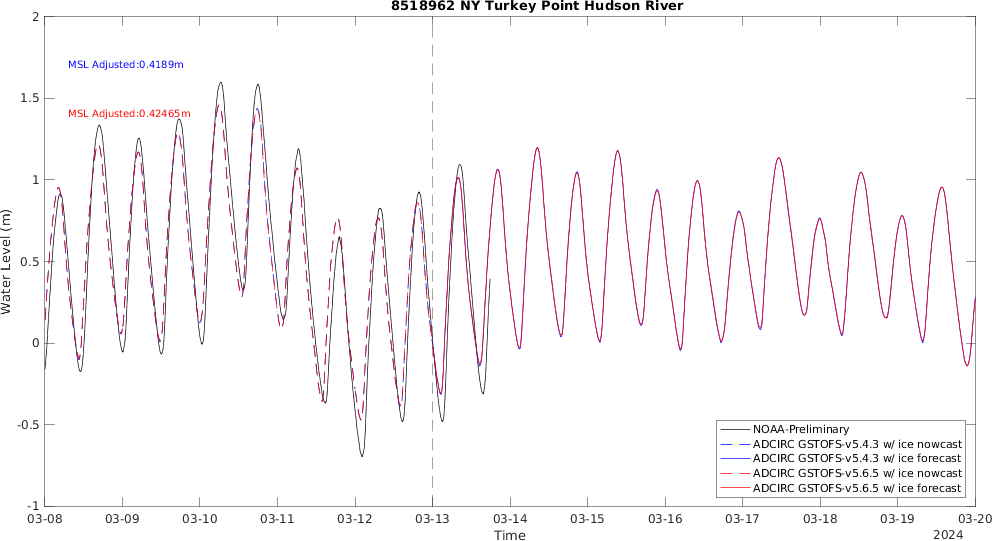 8518962 NY Turkey Point Hudson River
2
MSL Adjusted:0.4189m
1.5
MSL Adjusted:0.42465m
1
Water Level (m)
0.5
0
-0.5
NOAA-Preliminary
ADCIRC GSTOFS-v5.4.3 w/ ice nowcast
ADCIRC GSTOFS-v5.4.3 w/ ice forecast
ADCIRC GSTOFS-v5.6.5 w/ ice nowcast
ADCIRC GSTOFS-v5.6.5 w/ ice forecast
-1
03-08 03-09 03-10 03-11 03-12 03-13 03-14 03-15 03-16 03-17 03-18 03-19 03-20
Time
2024